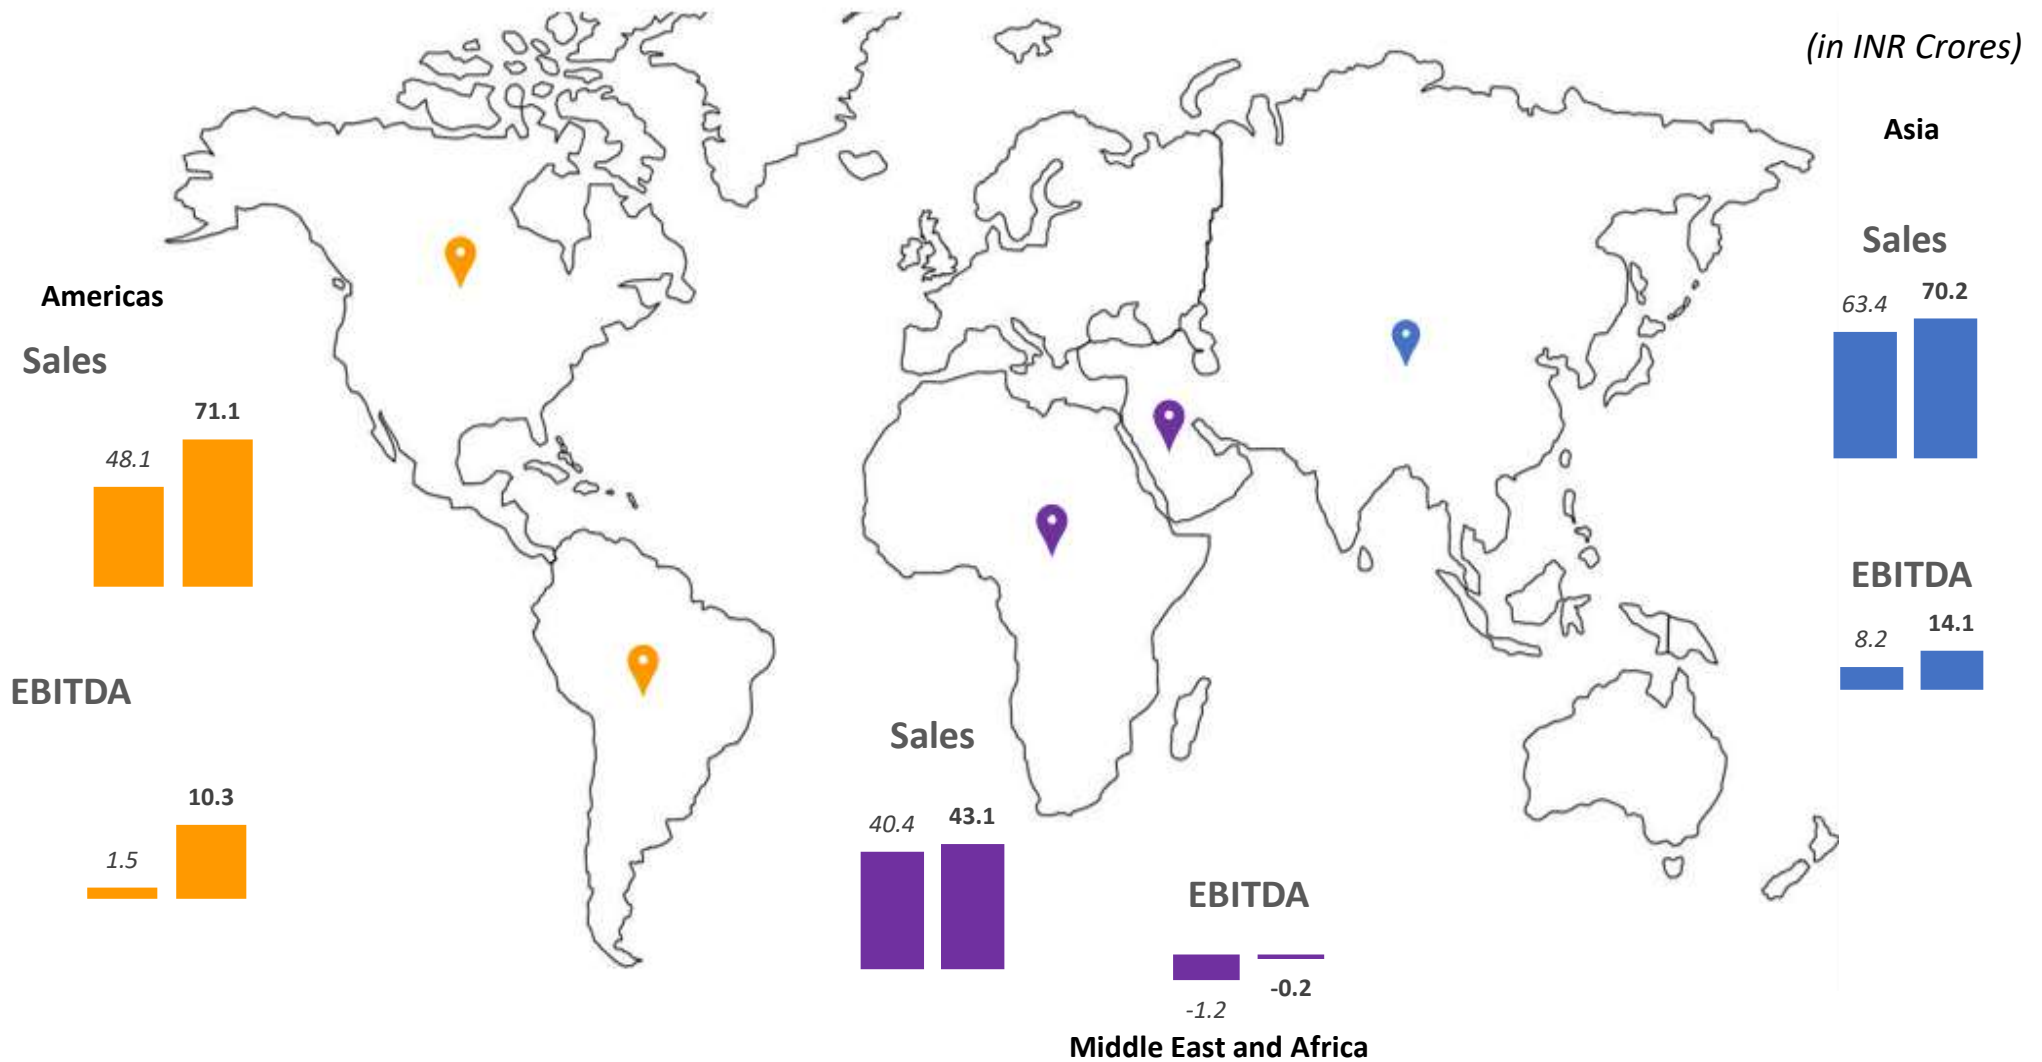 (in INR Crores)
Americas
Sales
48.1
71.1
EBITDA
1.5
10.3
Sales
40.4
43.1
EBITDA
-1.2
-0.2
Middle East and Africa
Asia
Sales
63.4
70.2
EBITDA
8.2
14.1